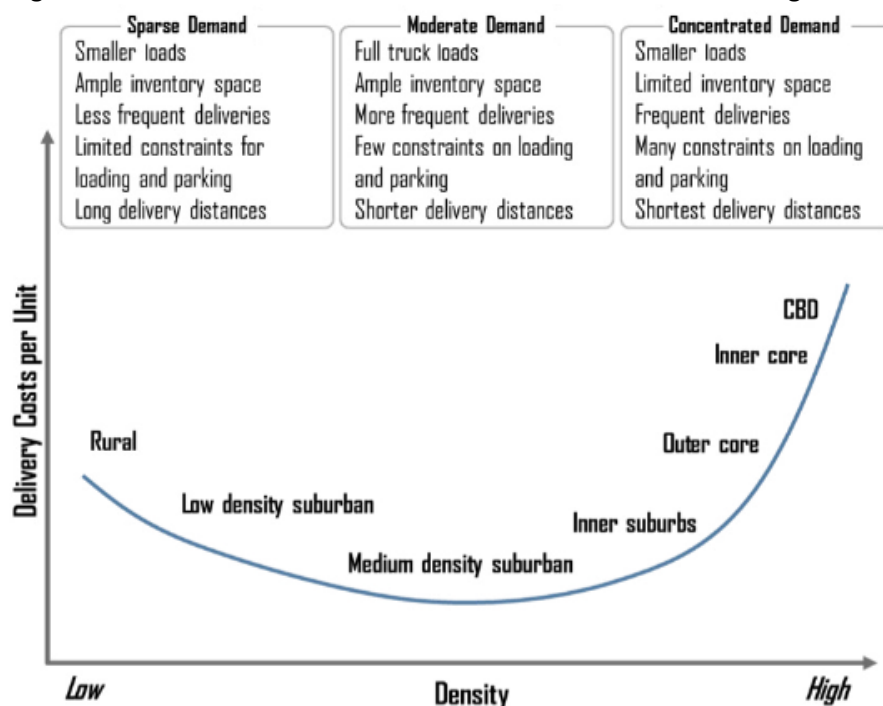 Sparse Demand
Smaller loads
Ample inventory space
Less frequent deliveries
Limited constraints for
loading and parking
Long delivery distances
Moderate Demand
Full truck loads
Ample inventory space
More frequent deliveries
Few constraints on loading
and parking
Shorter delivery distances
Concentrated Demand
Smaller loads
Limited inventory space
Frequent deliveries
Many constraints on loading
and parking
Shortest delivery distances
Delivery Costs per Unit
CBD
Inner core
Rural
Outer core
Low density suburban
Inner suburbs
Medium density suburban
Low
Density
High